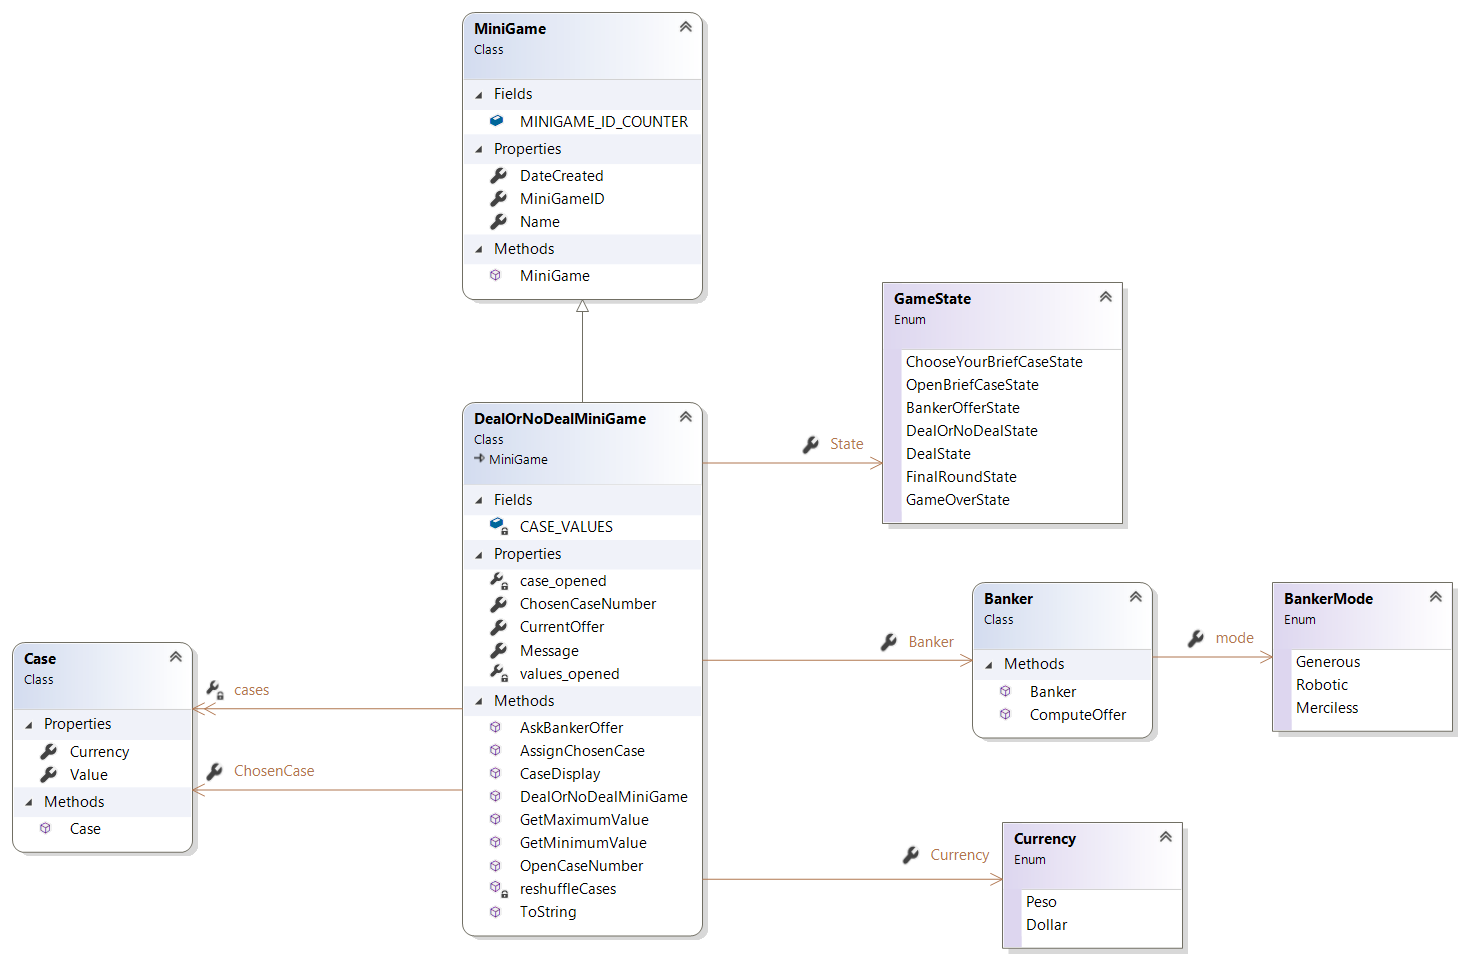 MiniGame
Class
Fields
MINIGAME_ID_COUNTER
Properties
DateCreated
MiniGameID
Name
Methods
MiniGame
GameState
Enum
ChooseYourBriefCaseState
OpenBriefCaseState
BankerOfferState
DealOrNoDealState
DealState
FinalRoundState
GameOverState
DealOrNoDealMiniGame
Class
MiniGame
Fields
CASE_VALUES
Properties
case_opened
ChosenCaseNumber
CurrentOffer
Message
values_opened
Methods
AskBankerOffer
AssignChosenCase
CaseDisplay
DealOrNoDealMiniGame
GetMaximumValue
GetMinimumValue
OpenCaseNumber
reshuffleCases
ToString
State
Banker
Banker
Class
Methods
Banker
ComputeOffer
mode
BankerMode
Enum
Generous
Robotic
Merciless
Case
Class
Properties
Currency
Value
Methods
Case
cases
ChosenCase
Currency
Currency
Enum
Peso
Dollar